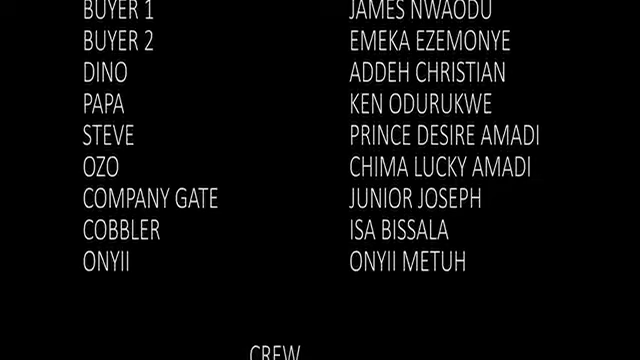 BUYER 1 JAMES NWAODU
BUYER 2 EMEKA EZEMONYE
DINO ADDEH CHRISTIAN
PAPA KEN ODURUKWE
STEVE PRINCE DESIRE AMADI
OZO CHIMA LUCKY AMADI
COMPANY GATE JUNIOR JOSEPH
COBBLER ISA BISSALA
ONYII ONYII METUH
CREW